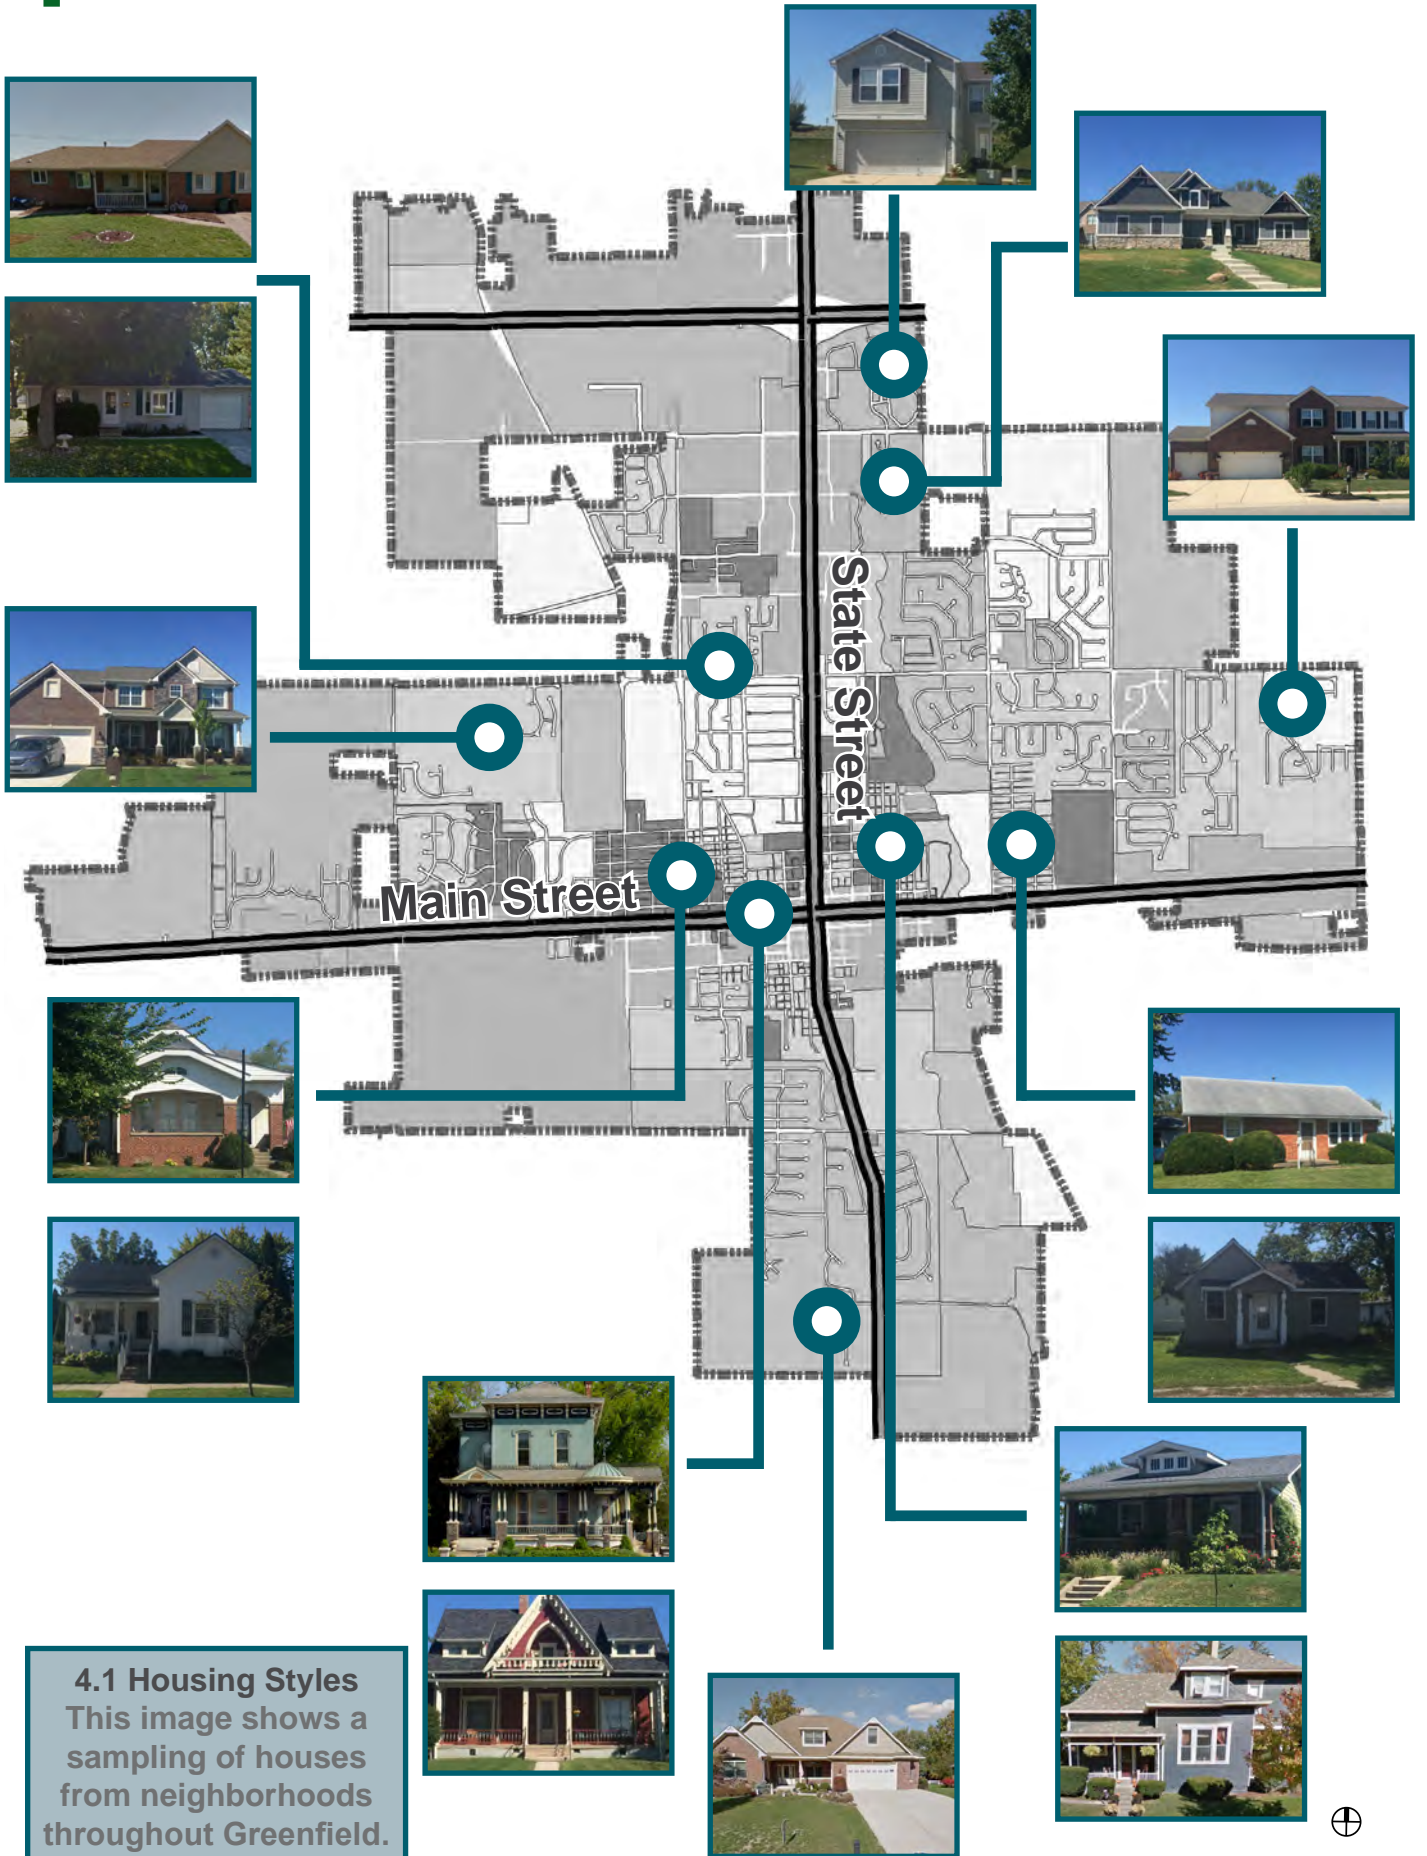 State Street
Main Street
4.1 Housing Styles
This image shows a
sampling of houses
from neighborhoods
throughout Greenfield.